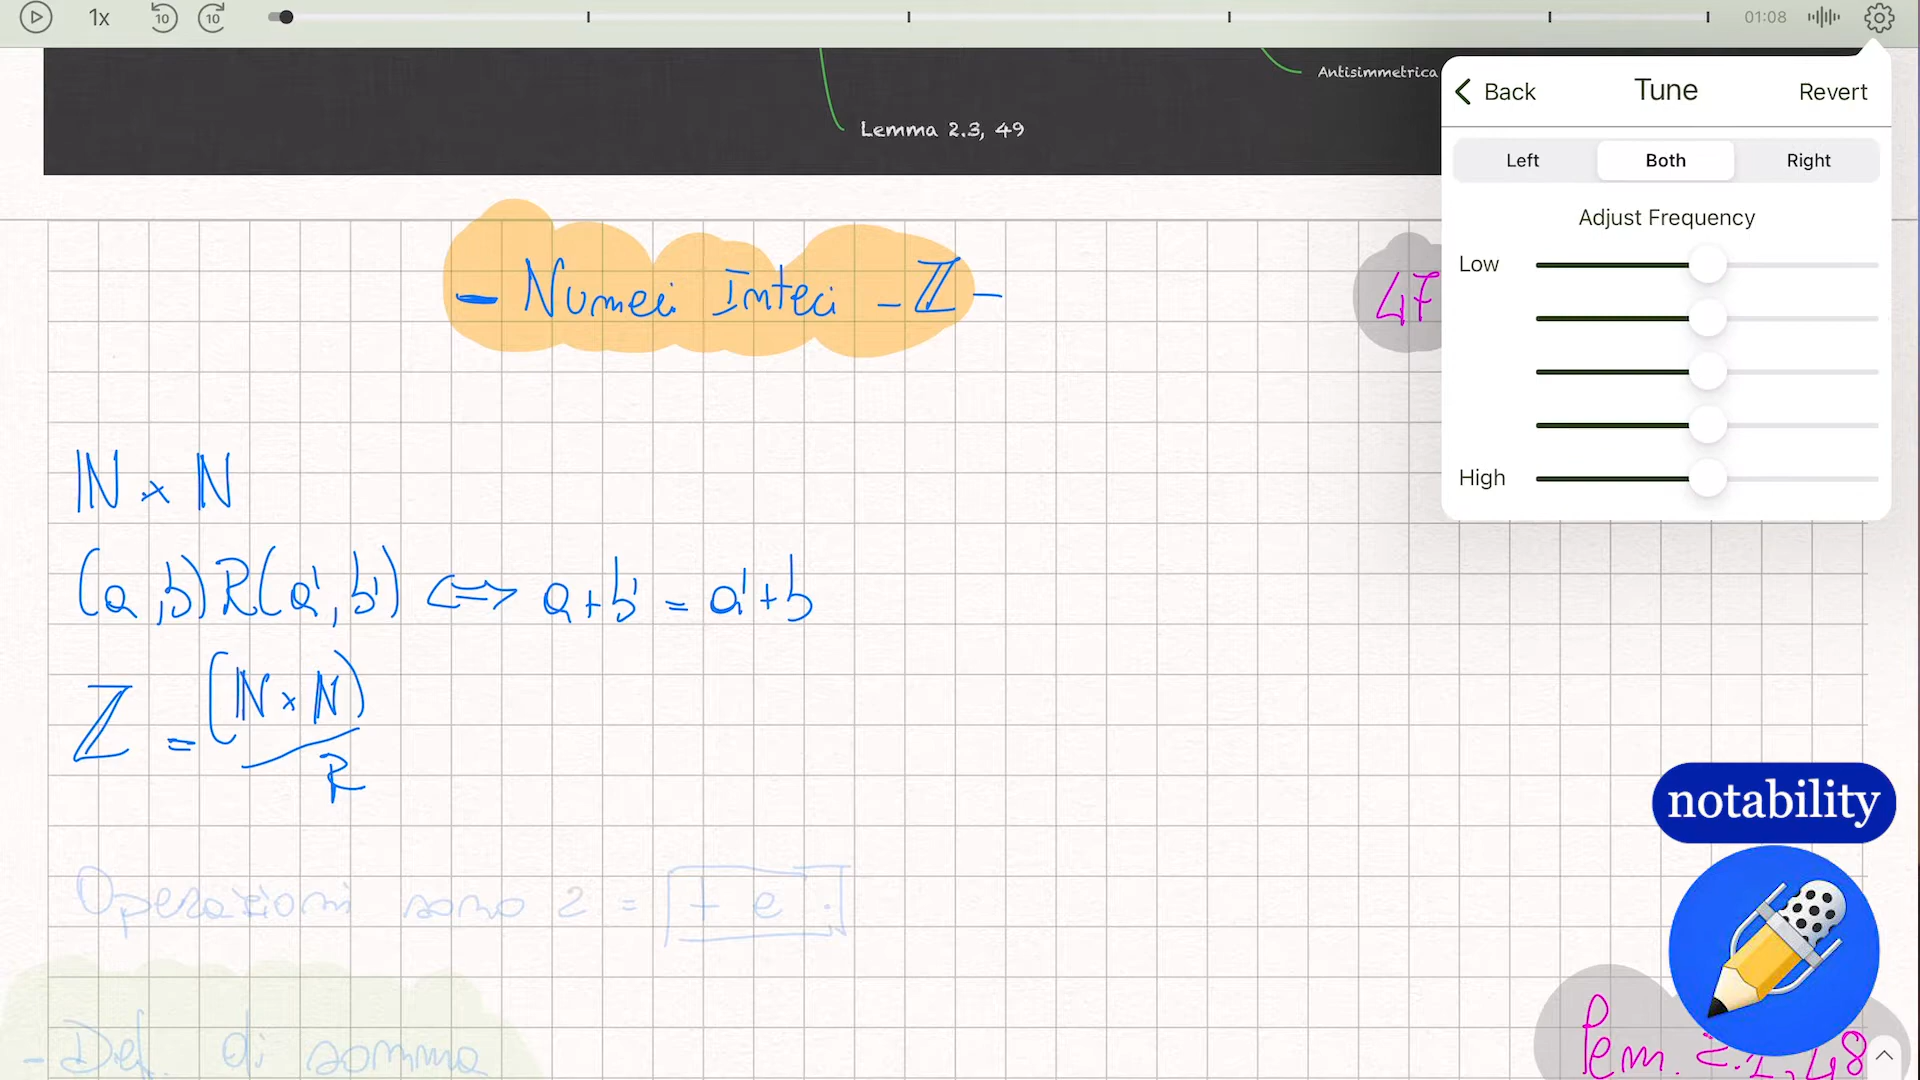 1x
10
10
01:08
Antisimmetrica
Lemma 2.3, 49
Back
Tune
Revert
Left
Both
Right
Adjust Frequency
Low
High
- Numeri Interi - ℤ -
47
ℕ × ℕ
(a,b)R(a',b') <=> a+b' = a'+b
ℤ = (ℕ × ℕ)/R
Operazioni sono 2 = + e ·
- Def. di somma
notability
Lem. 2.1, 48